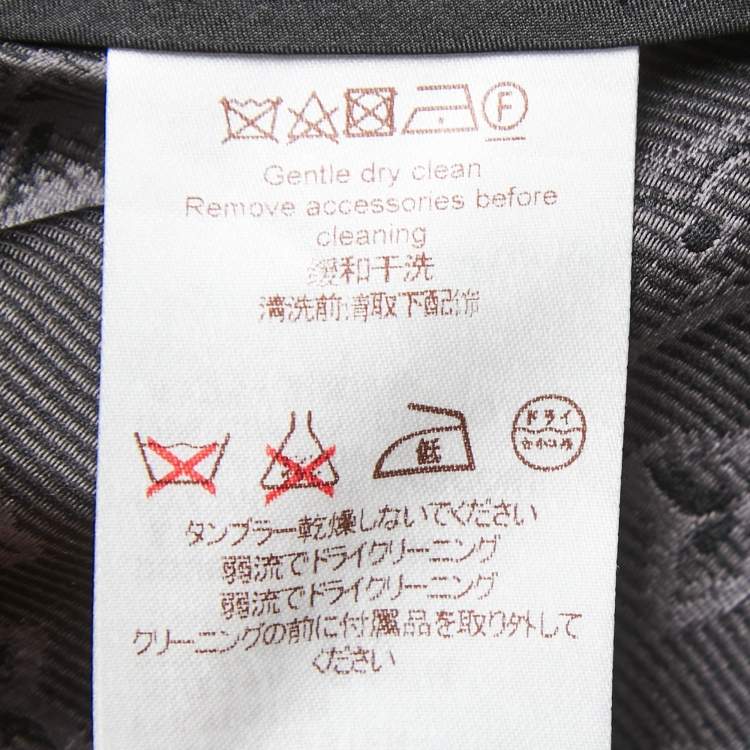 F
Gentle dry clean
Remove accessories before
cleaning
缓和干洗
清洗前请取下配饰
低
ドライ
セキユ系
タンブラー乾燥しないでください
弱流でドライクリーニング
弱流でドライクリーニング
クリーニングの前に付属品を取り外して
ください